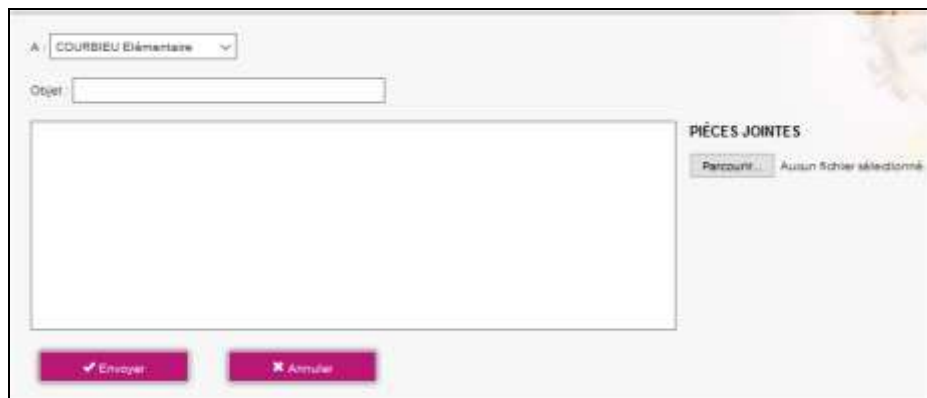 A : COURBIEU Elémentaire
Objet :
PIÈCES JOINTES
Parcourir... Aucun fichier sélectionné.
✔ Envoyer
✖ Annuler